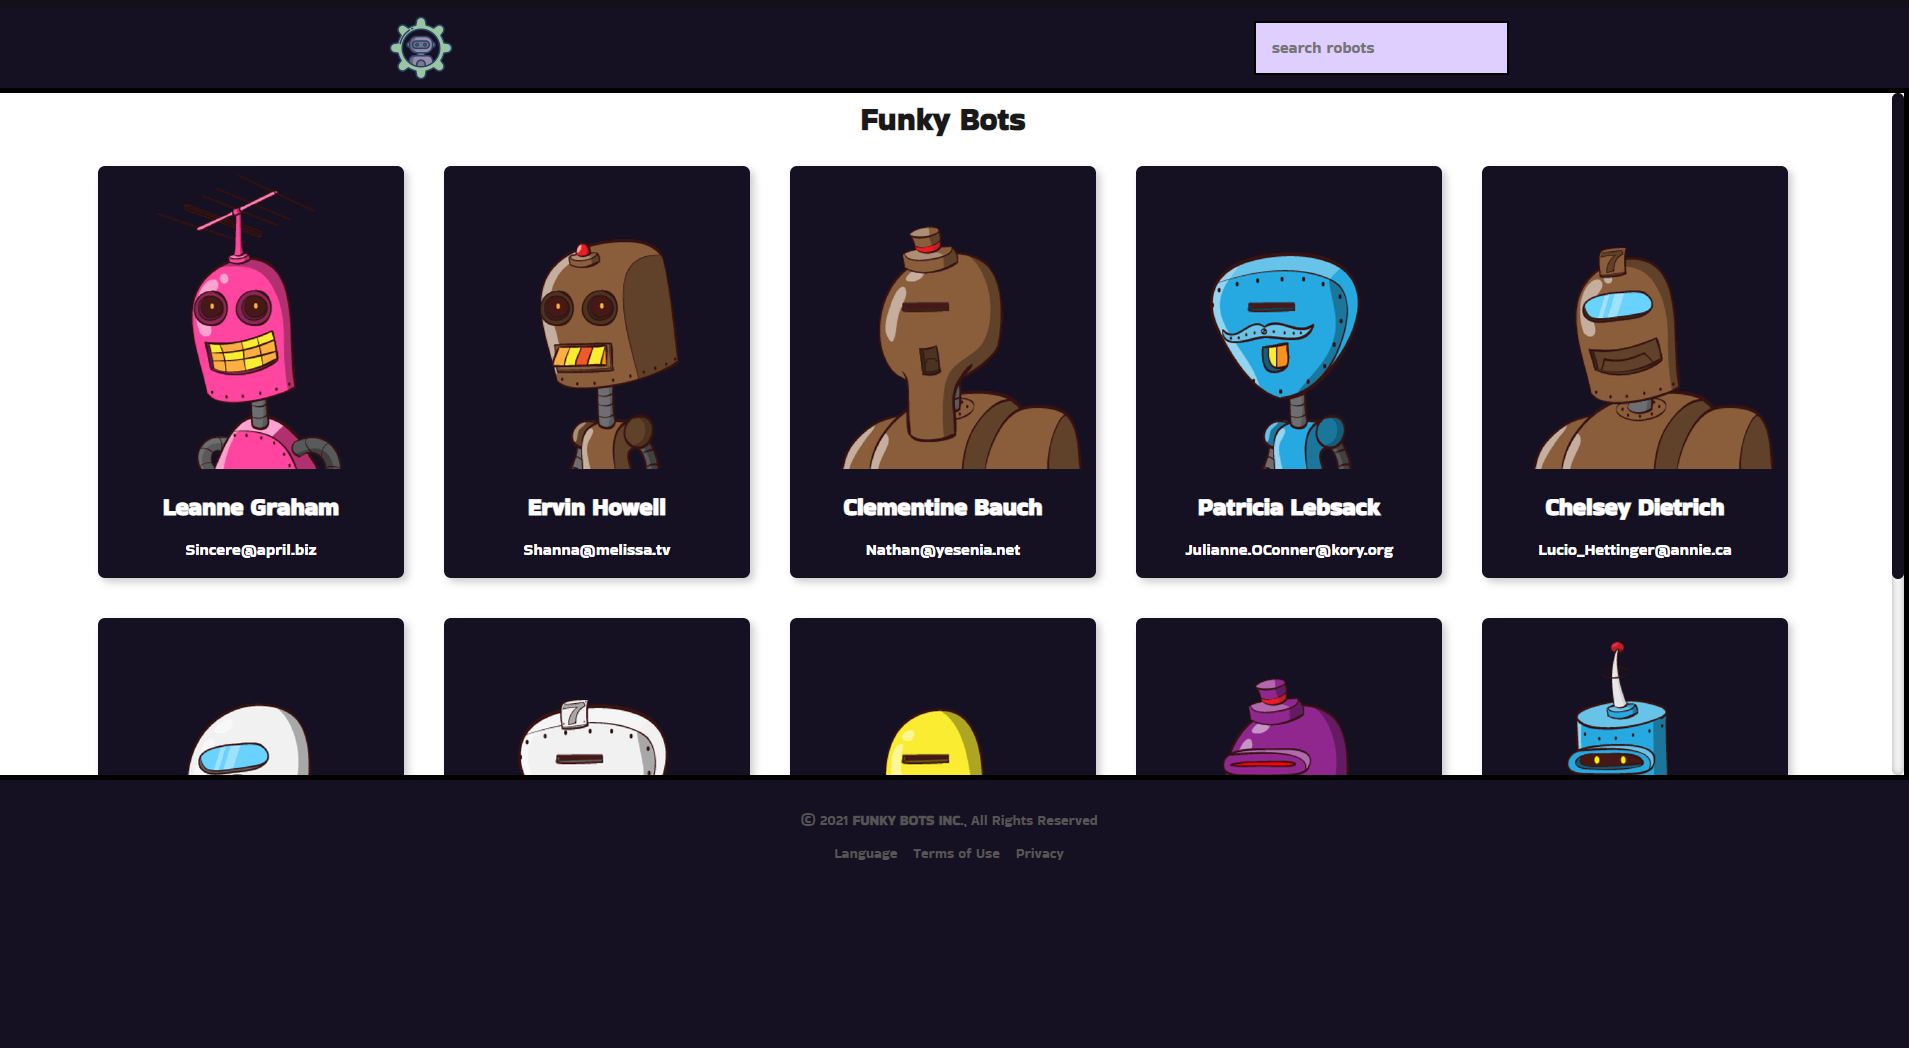 search robots
Funky Bots
7
Leanne Graham
Ervin Howell
Clementine Bauch
Patricia Lebsack
Chelsey Dietrich
Sincere@april.biz
Shanna@melissa.tv
Nathan@yesenia.net
Julianne.OConner@kory.org
Lucio_Hettinger@annie.ca
7
© 2021 FUNKY BOTS INC., All Rights Reserved
Language Terms of Use Privacy